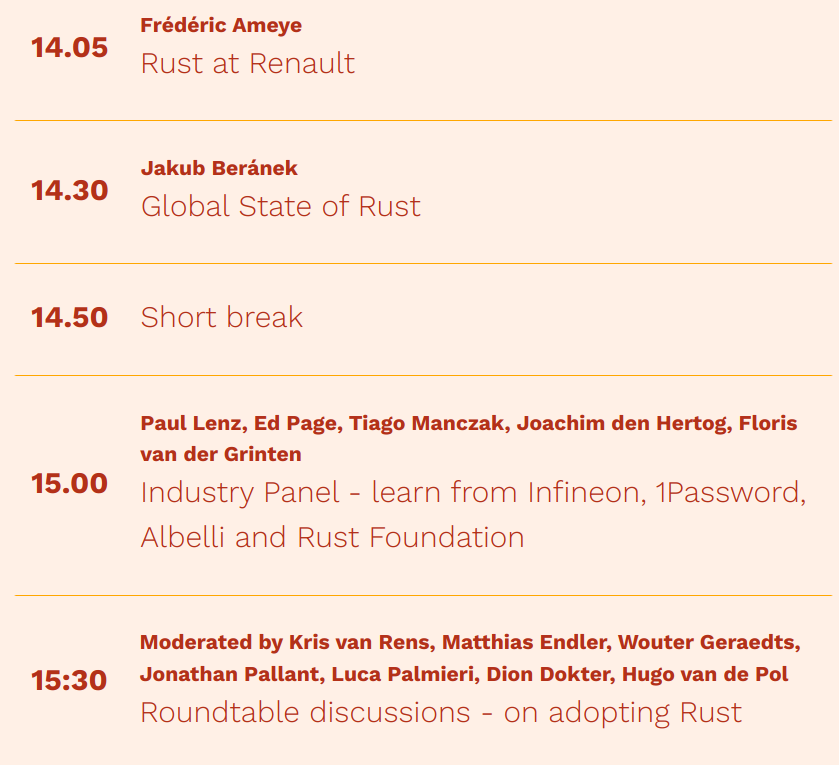 Frédéric Ameye
14.05
Rust at Renault
Jakub Beránek
14.30
Global State of Rust
14.50
Short break
Paul Lenz, Ed Page, Tiago Manczak, Joachim den Hertog, Floris
van der Grinten
15.00
Industry Panel - learn from Infineon, 1Password,
Albelli and Rust Foundation
Moderated by Kris van Rens, Matthias Endler, Wouter Geraedts,
Jonathan Pallant, Luca Palmieri, Dion Dokter, Hugo van de Pol
15:30
Roundtable discussions - on adopting Rust